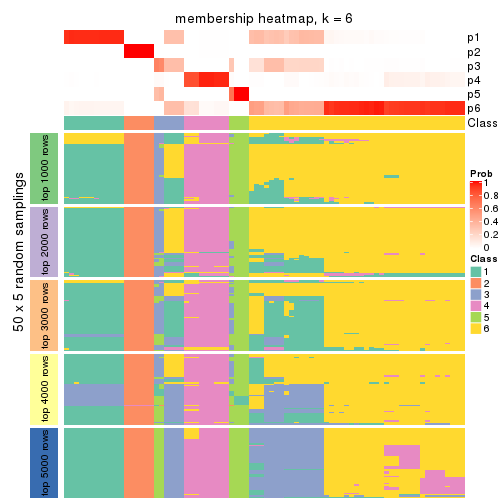 membership heatmap, k = 6
p1
p2
p3
p4
p5
p6
Class
50 x 5 random samplings
top 1000 rows
top 2000 rows
top 3000 rows
top 4000 rows
top 5000 rows
Prob
1
0.8
0.6
0.4
0.2
0
Class
1
2
3
4
5
6